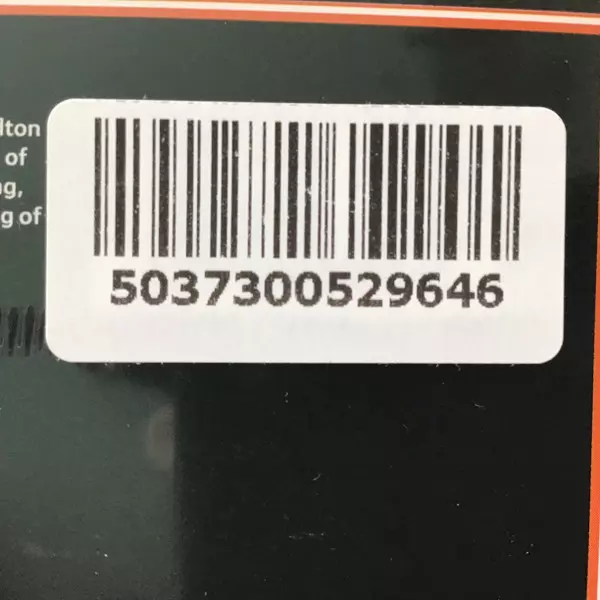 lton
of
g,
g of
5037300529646